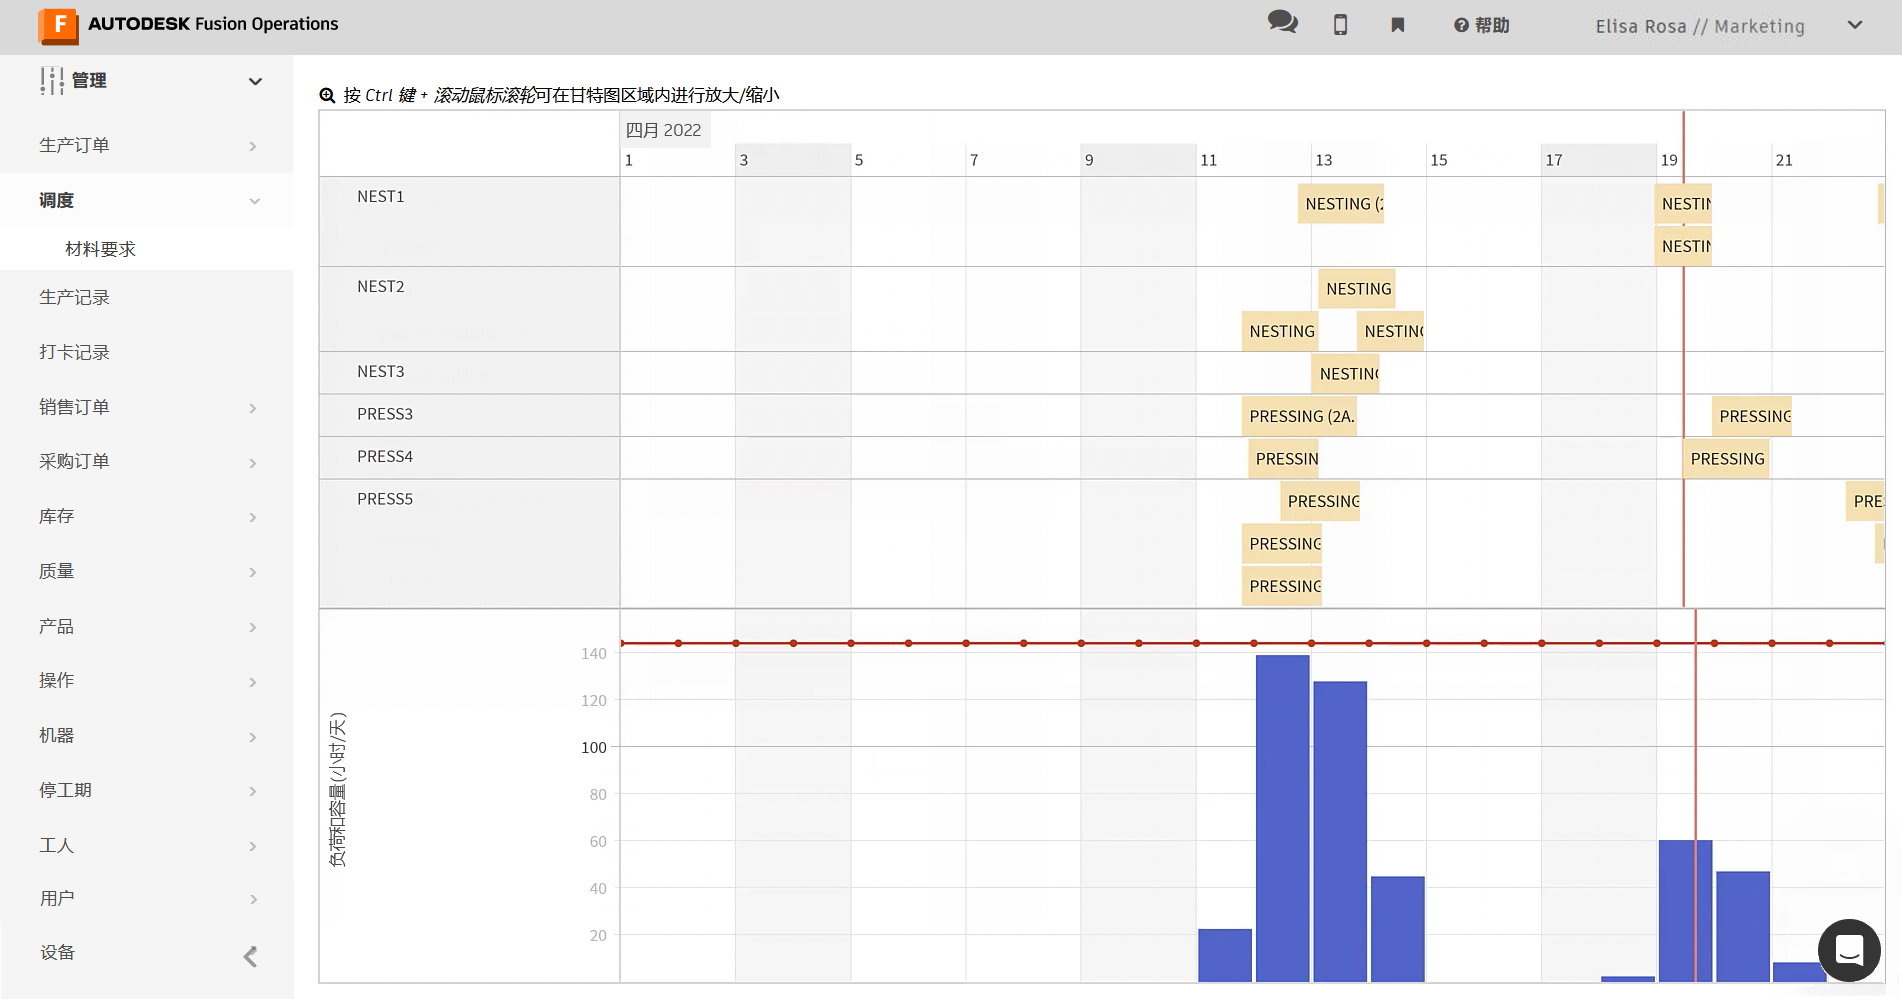 F AUTODESK Fusion Operations
帮助
Elisa Rosa // Marketing
管理
生产订单
调度
材料要求
生产记录
打卡记录
销售订单
采购订单
库存
质量
产品
操作
机器
停工期
工人
用户
设备
按 Ctrl 键 + 滚动鼠标滚轮可在甘特图区域内进行放大/缩小
四月 2022
1 3 5 7 9 11 13 15 17 19 21
NEST1
NESTING (2
NESTIN
NESTIN
NEST2
NESTING
NESTING
NESTING
NEST3
NESTING
PRESS3
PRESSING (2A.
PRESSING
PRESS4
PRESSIN
PRESSING
PRESS5
PRESSING
PRE
PRESSING
PRESSING
负荷和容量(小时/天)
140
120
100
80
60
40
20